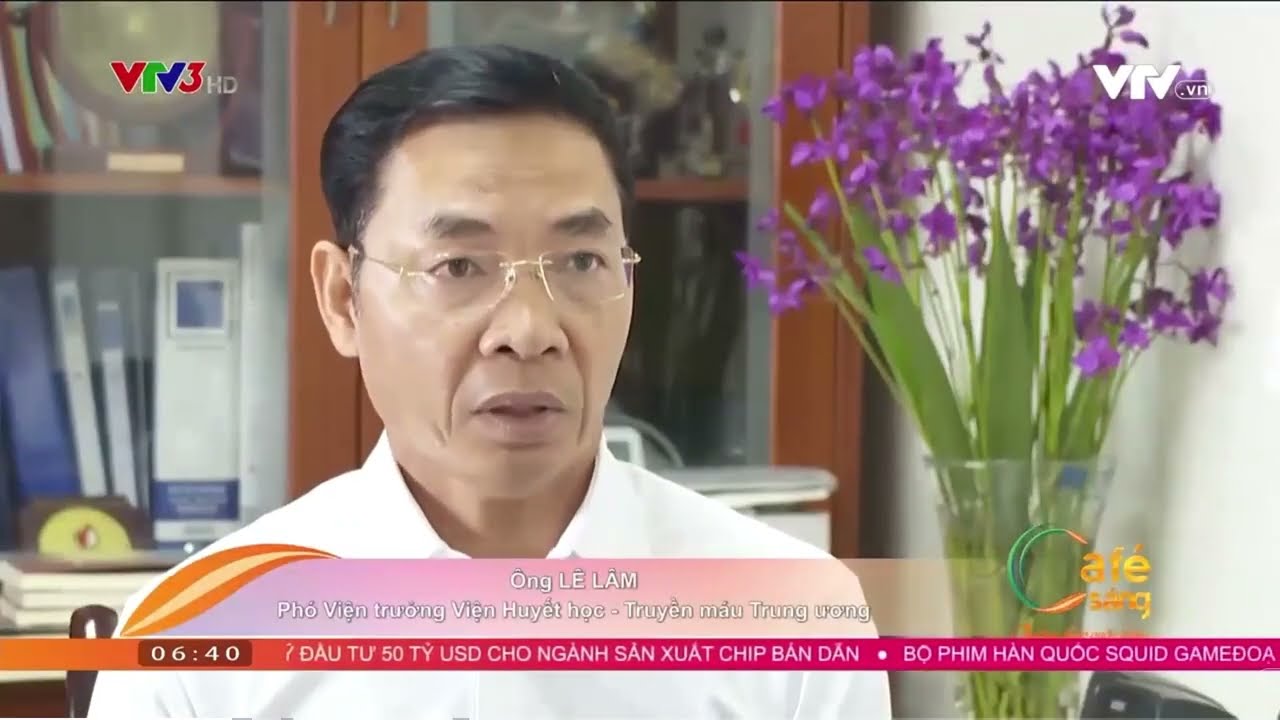 VTV3 HD
VTV.vn
Ông LÊ LÂM
Phó Viện trưởng Viện Huyết học - Truyền máu Trung ương
Café sáng
06:40
Ỹ ĐẦU TƯ 50 TỶ USD CHO NGÀNH SẢN XUẤT CHIP BÁN DẪN • BỘ PHIM HÀN QUỐC SQUID GAMEĐOẠ